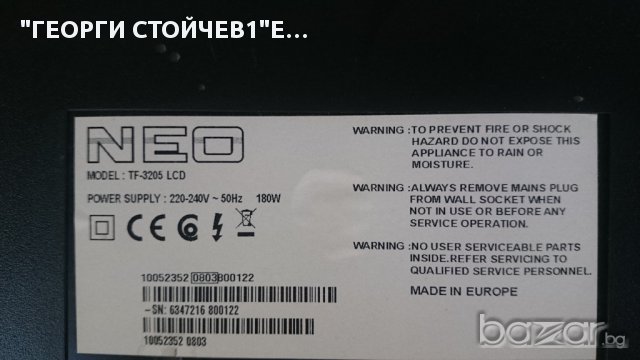 "ГЕОРГИ СТОЙЧЕВ1"Е...
NEO
MODEL : TF-3205 LCD
POWER SUPPLY : 220-240V ~ 50Hz 180W
WARNING :TO PREVENT FIRE OR SHOCK
HAZARD DO NOT EXPOSE THIS
APPLIANCE TO RAIN OR
MOISTURE.
WARNING :ALWAYS REMOVE MAINS PLUG
FROM WALL SOCKET WHEN
NOT IN USE OR BEFORE ANY
SERVICE OPERATION.
WARNING :NO USER SERVICEABLE PARTS
INSIDE.REFER SERVICING TO
QUALIFIED SERVICE PERSONNEL.
MADE IN EUROPE
CE
10052352 0803 800122
-SN: 6347216 800122
10052352 0803
bazar.bg